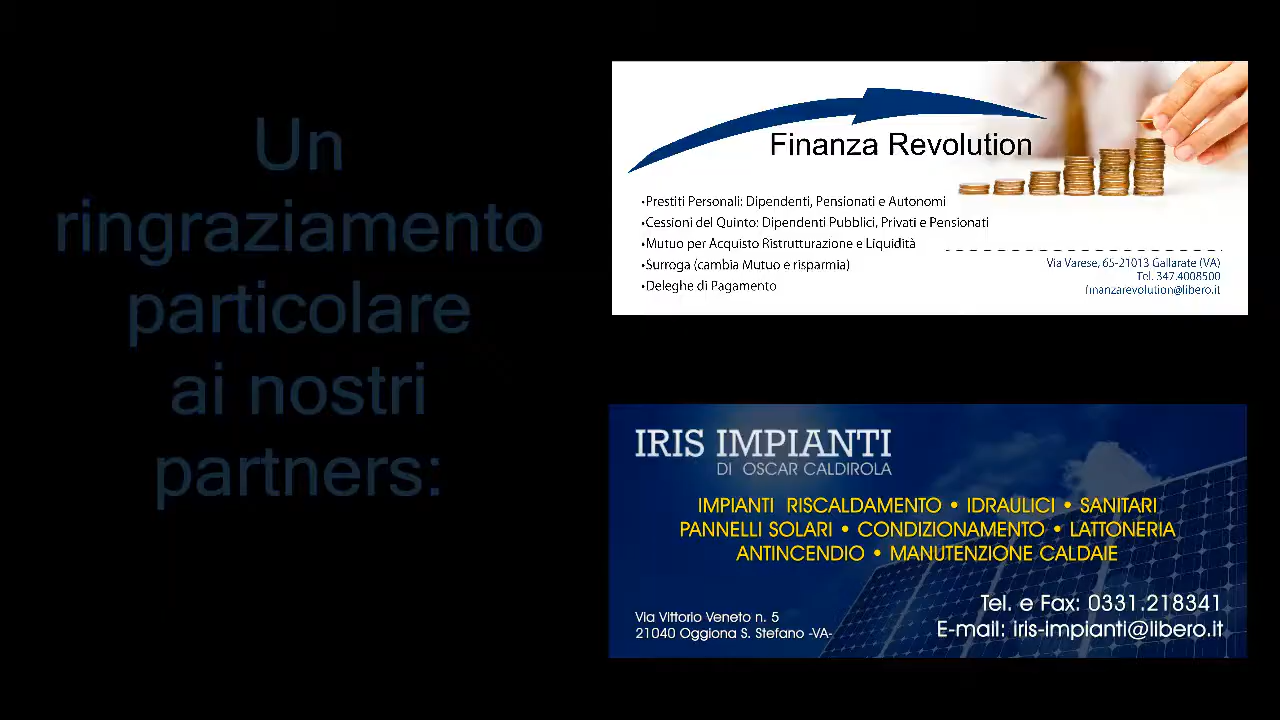 Un
ringraziamento
particolare
ai nostri
partners:
Finanza Revolution
•Prestiti Personali: Dipendenti, Pensionati e Autonomi
•Cessioni del Quinto: Dipendenti Pubblici, Privati e Pensionati
•Mutuo per Acquisto Ristrutturazione e Liquidità
•Surroga (cambia Mutuo e risparmia)
•Deleghe di Pagamento
Via Varese, 65-21013 Gallarate (VA)
Tel. 347.4008500
finanzarevolution@libero.it
IRIS IMPIANTI
DI OSCAR CALDIROLA
IMPIANTI RISCALDAMENTO • IDRAULICI • SANITARI
PANNELLI SOLARI • CONDIZIONAMENTO • LATTONERIA
ANTINCENDIO • MANUTENZIONE CALDAIE
Via Vittorio Veneto n. 5
21040 Oggiona S. Stefano -VA-
Tel. e Fax: 0331.218341
E-mail: iris-impianti@libero.it